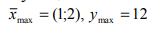 x̄max = (1;2), ymax = 12